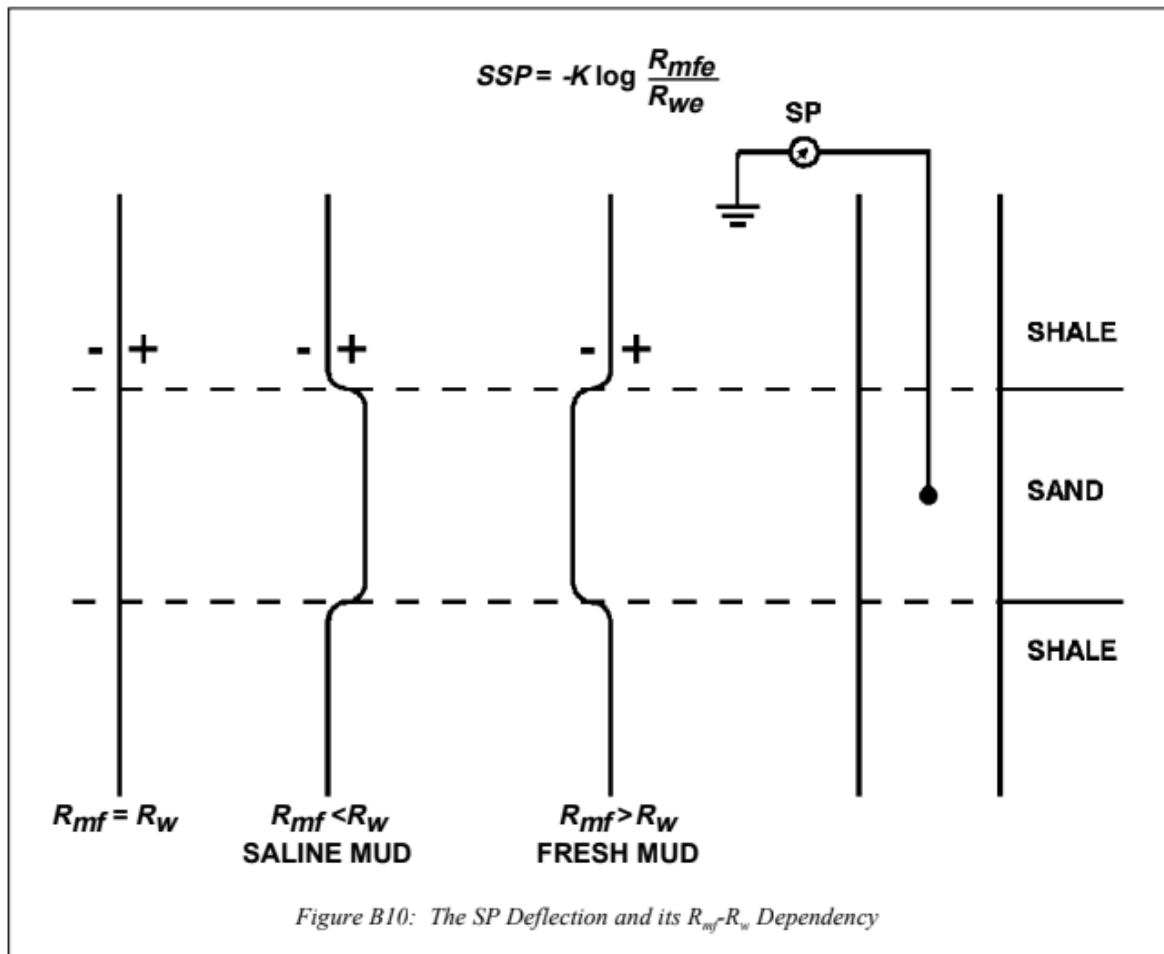 SSP = -K log Rmfe
Rwe
SP
- + - + - +
SHALE
SAND
SHALE
Rmf = Rw Rmf <Rw Rmf >Rw
SALINE MUD FRESH MUD
Figure B10: The SP Deflection and its Rmf-Rw Dependency